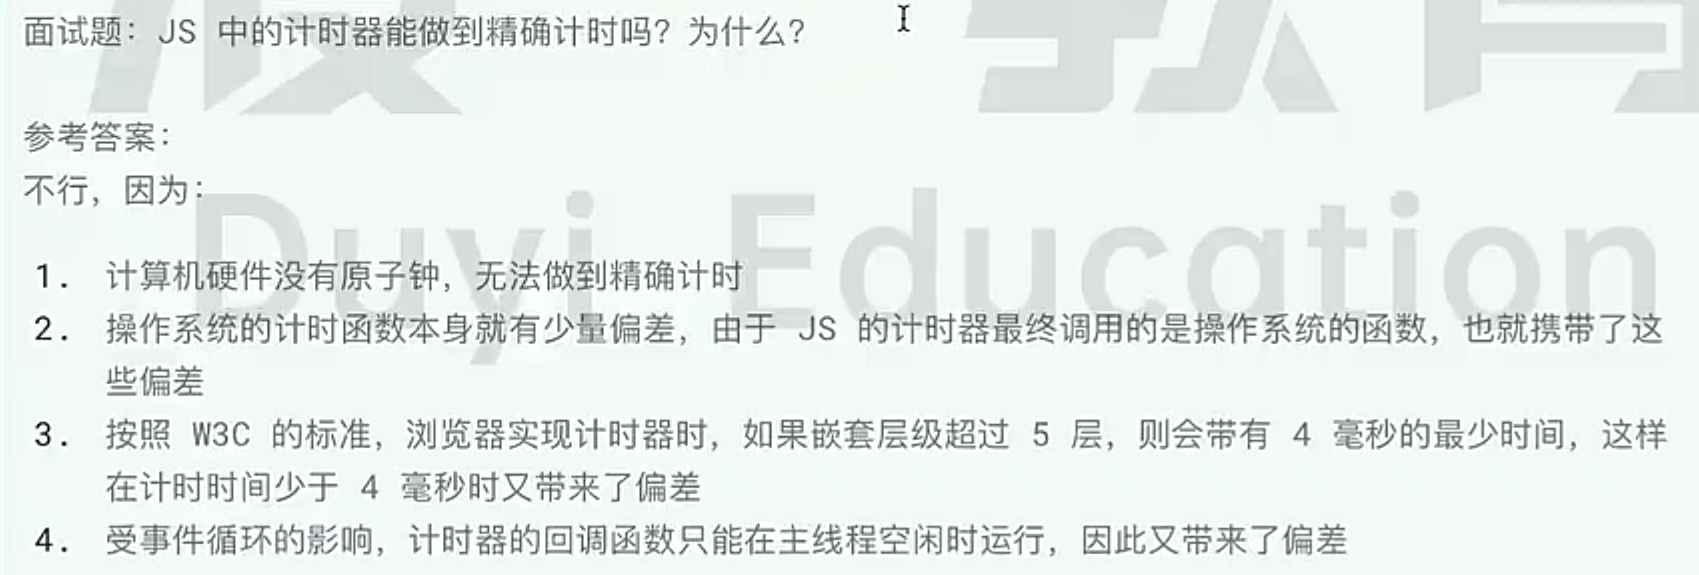 面试题：JS 中的计时器能做到精确计时吗？为什么？
参考答案：
不行，因为：
1. 计算机硬件没有原子钟，无法做到精确计时
2. 操作系统的计时函数本身就有少量偏差，由于 JS 的计时器最终调用的是操作系统的函数，也就携带了这
些偏差
3. 按照 W3C 的标准，浏览器实现计时器时，如果嵌套层级超过 5 层，则会带有 4 毫秒的最少时间，这样
在计时时间少于 4 毫秒时又带来了偏差
4. 受事件循环的影响，计时器的回调函数只能在主线程空闲时运行，因此又带来了偏差
Duyi Education